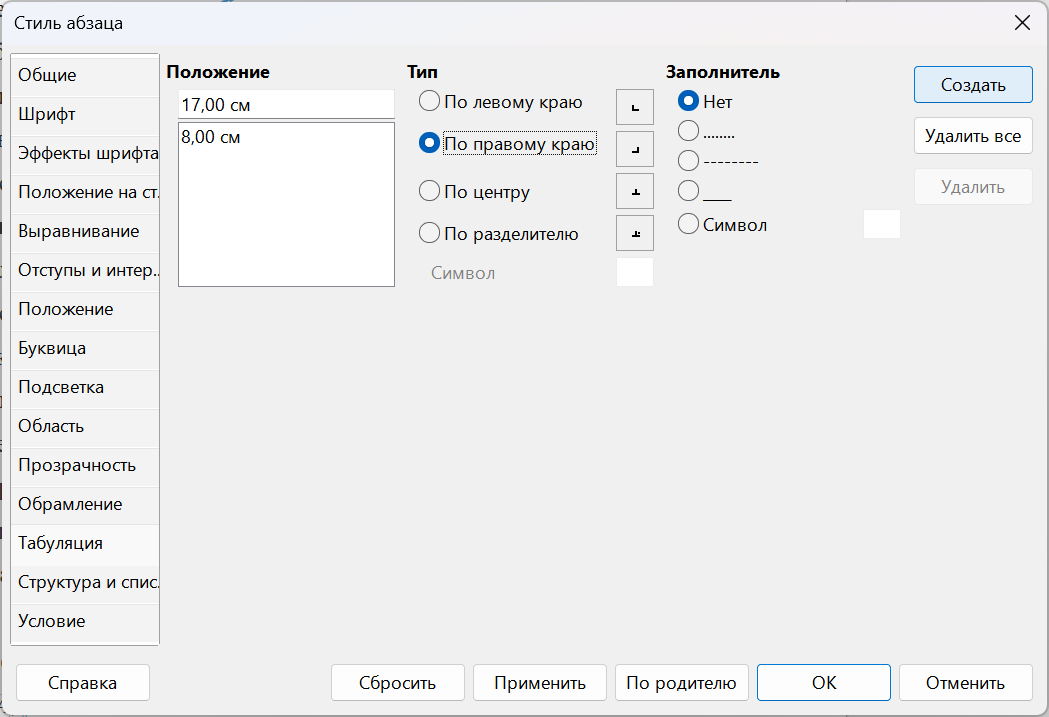 Стиль абзаца
Общие
Шрифт
Эффекты шрифта
Положение на ст.
Выравнивание
Отступы и интер..
Положение
Буквица
Подсветка
Область
Прозрачность
Обрамление
Табуляция
Структура и спис.
Условие
Положение
17,00 см
8,00 см
Тип
По левому краю
По правому краю
По центру
По разделителю
Символ
Заполнитель
Нет
........
--------
____
Символ
Создать
Удалить все
Удалить
Справка
Сбросить
Применить
По родителю
OK
Отменить